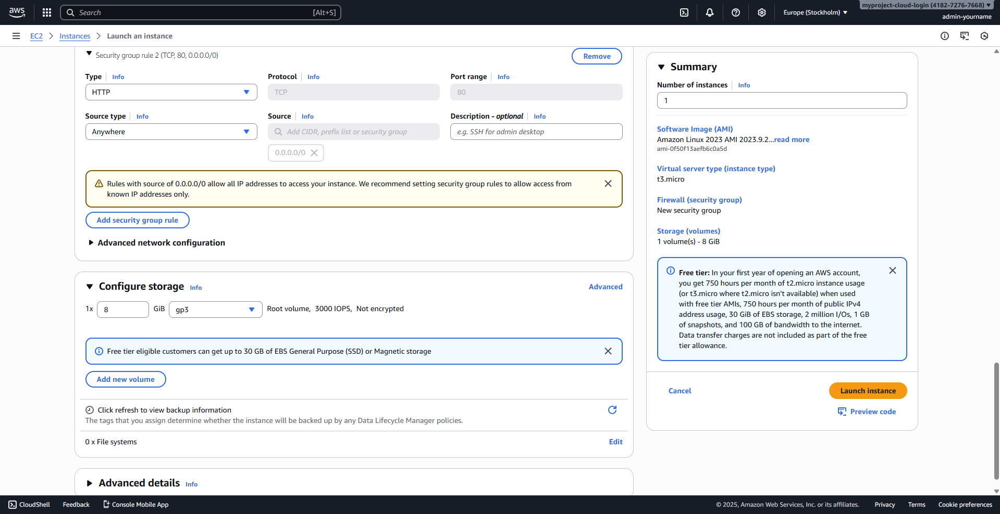 aws
Search
[Alt+S]
Europe (Stockholm)
myproject-cloud-login (4182-7276-7668)
admin-yourname
EC2
Instances
Launch an instance
Security group rule 2 (TCP, 80, 0.0.0.0/0)
Remove
Type Info
Protocol Info
Port range Info
HTTP
TCP
80
Source type Info
Source Info
Description - optional Info
Anywhere
Add CIDR, prefix list or security group
e.g. SSH for admin desktop
0.0.0.0/0
Rules with source of 0.0.0.0/0 allow all IP addresses to access your instance. We recommend setting security group rules to allow access from
known IP addresses only.
Add security group rule
Advanced network configuration
Configure storage Info
Advanced
1x 8 GiB gp3 Root volume, 3000 IOPS, Not encrypted
Free tier eligible customers can get up to 30 GB of EBS General Purpose (SSD) or Magnetic storage
Add new volume
Click refresh to view backup information
The tags that you assign determine whether the instance will be backed up by any Data Lifecycle Manager policies.
0 x File systems
Edit
Advanced details Info
Summary
Number of instances Info
1
Software Image (AMI)
Amazon Linux 2023 AMI 2023.9.2...read more
ami-0f50f13aefb6c0a5d
Virtual server type (instance type)
t3.micro
Firewall (security group)
New security group
Storage (volumes)
1 volume(s) - 8 GiB
Free tier: In your first year of opening an AWS account,
you get 750 hours per month of t2.micro instance usage
(or t3.micro where t2.micro isn't available) when used
with free tier AMIs, 750 hours per month of public IPv4
address usage, 30 GiB of EBS storage, 2 million I/Os, 1 GB
of snapshots, and 100 GB of bandwidth to the internet.
Data transfer charges are not included as part of the free
tier allowance.
Cancel
Launch instance
Preview code
CloudShell
Feedback
Console Mobile App
© 2025, Amazon Web Services, Inc. or its affiliates.
Privacy
Terms
Cookie preferences